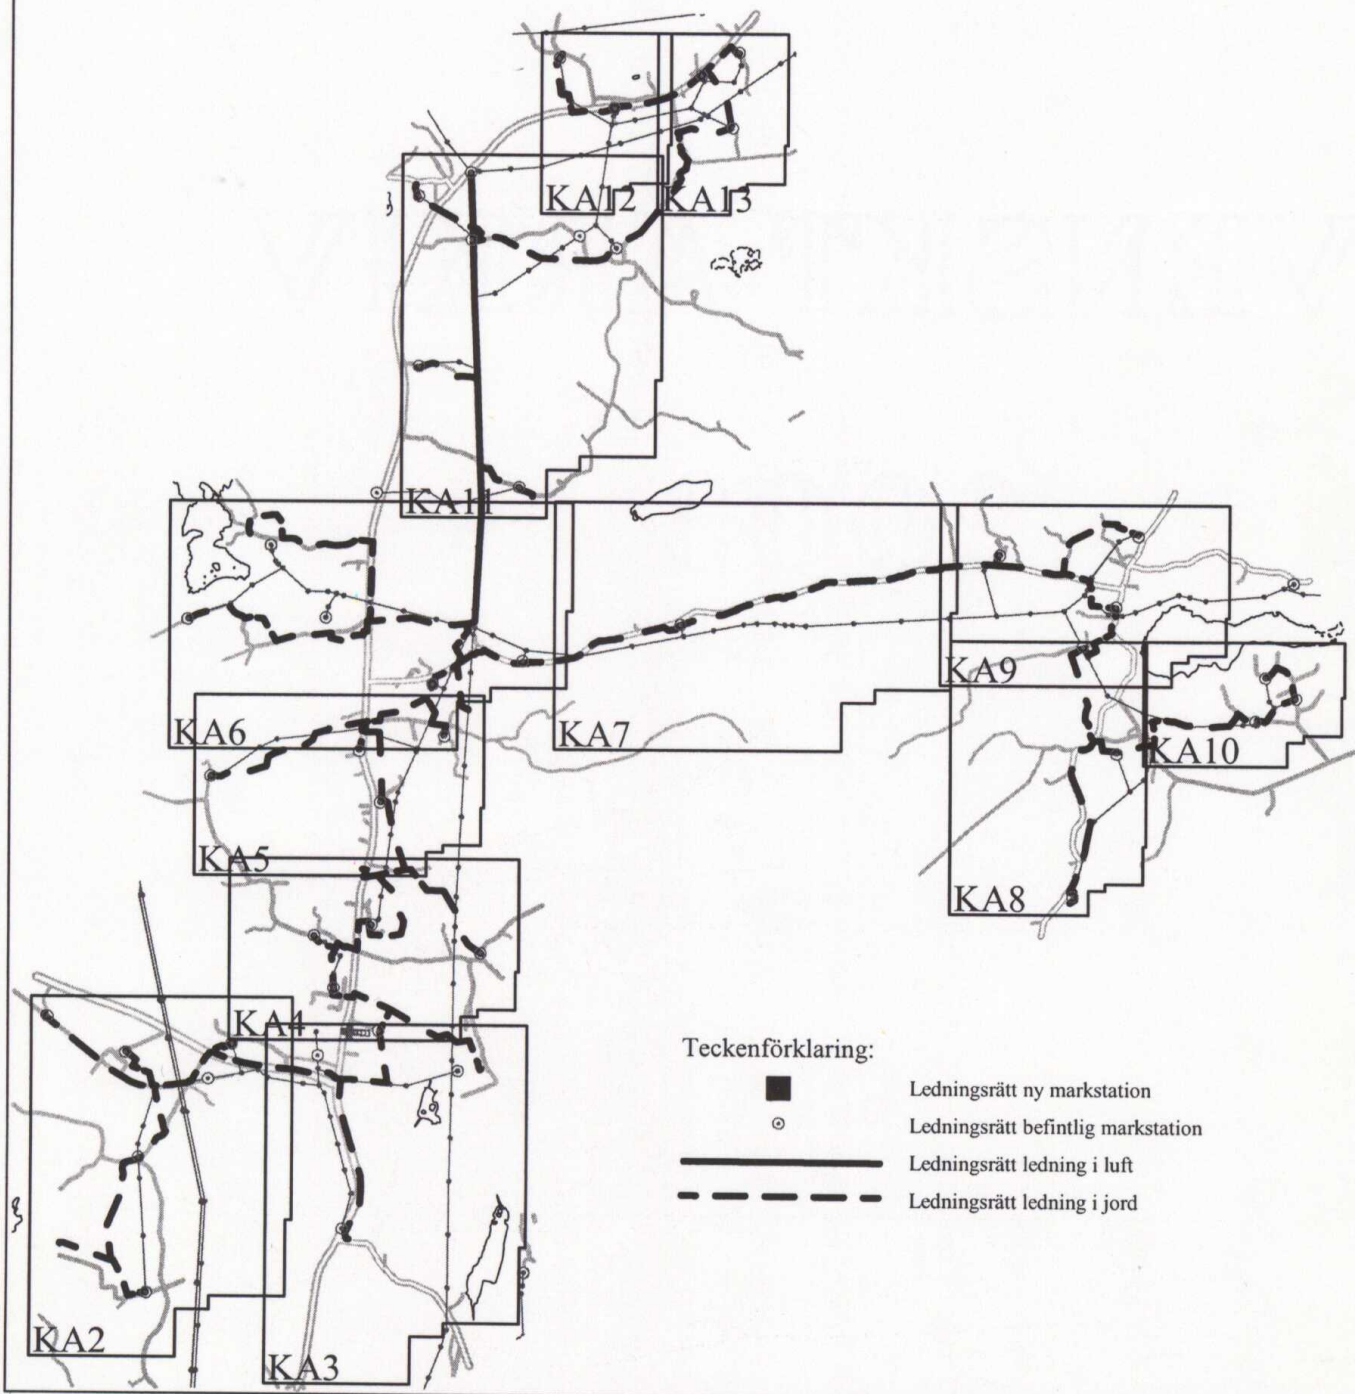 KA12
KA13
KA11
KA6
KA7
KA9
KA10
KA5
KA8
KA4
KA2
KA3
Teckenförklaring:
Ledningsrätt ny markstation
Ledningsrätt befintlig markstation
Ledningsrätt ledning i luft
Ledningsrätt ledning i jord